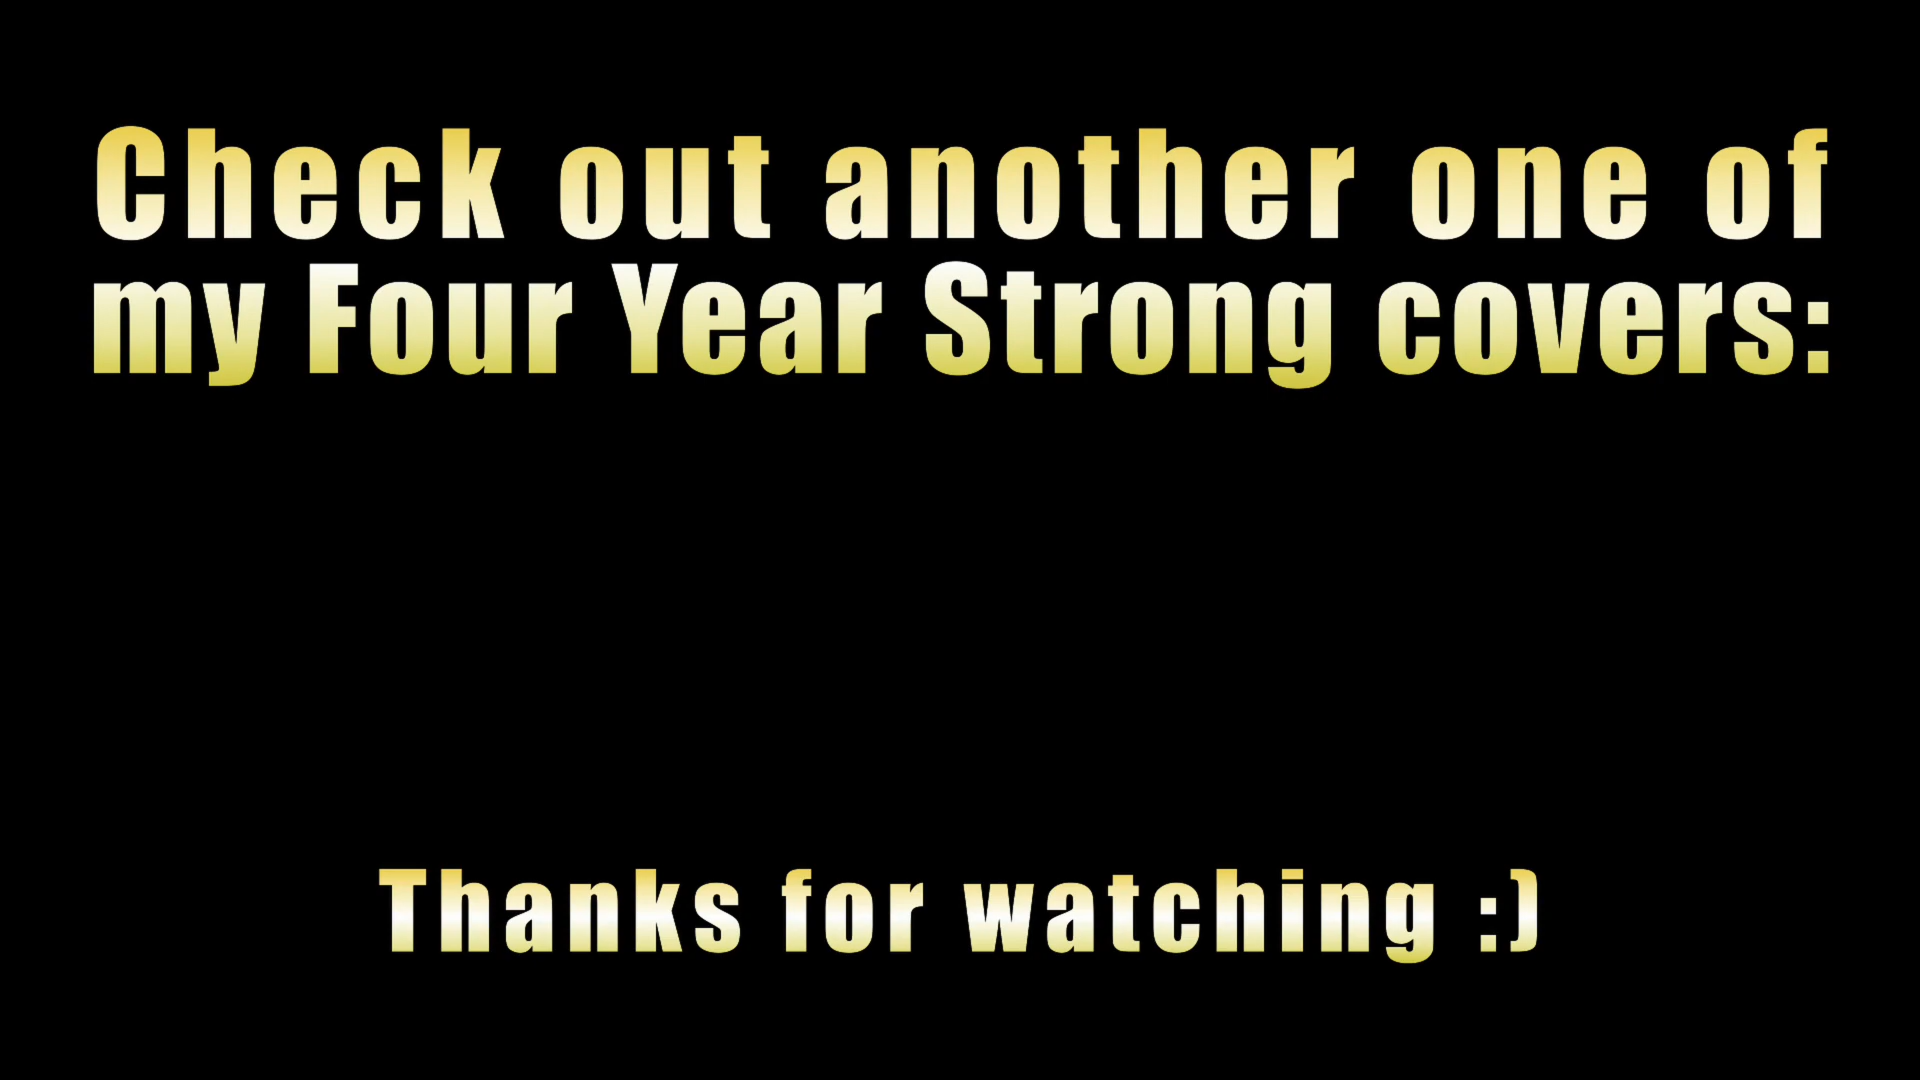 Check out another one of
my Four Year Strong covers:
Thanks for watching :)